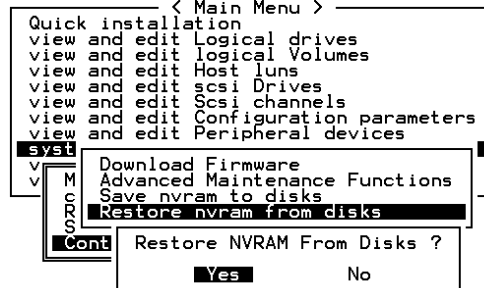 < Main Menu >
Quick installation
view and edit Logical drives
view and edit logical Volumes
view and edit Host luns
view and edit scsi Drives
view and edit Scsi channels
view and edit Configuration parameters
view and edit Peripheral devices
syst
v
v
Download Firmware
M
Advanced Maintenance Functions
c
Save nvram to disks
R
Restore nvram from disks
S
Cont
Restore NVRAM From Disks ?
Yes No